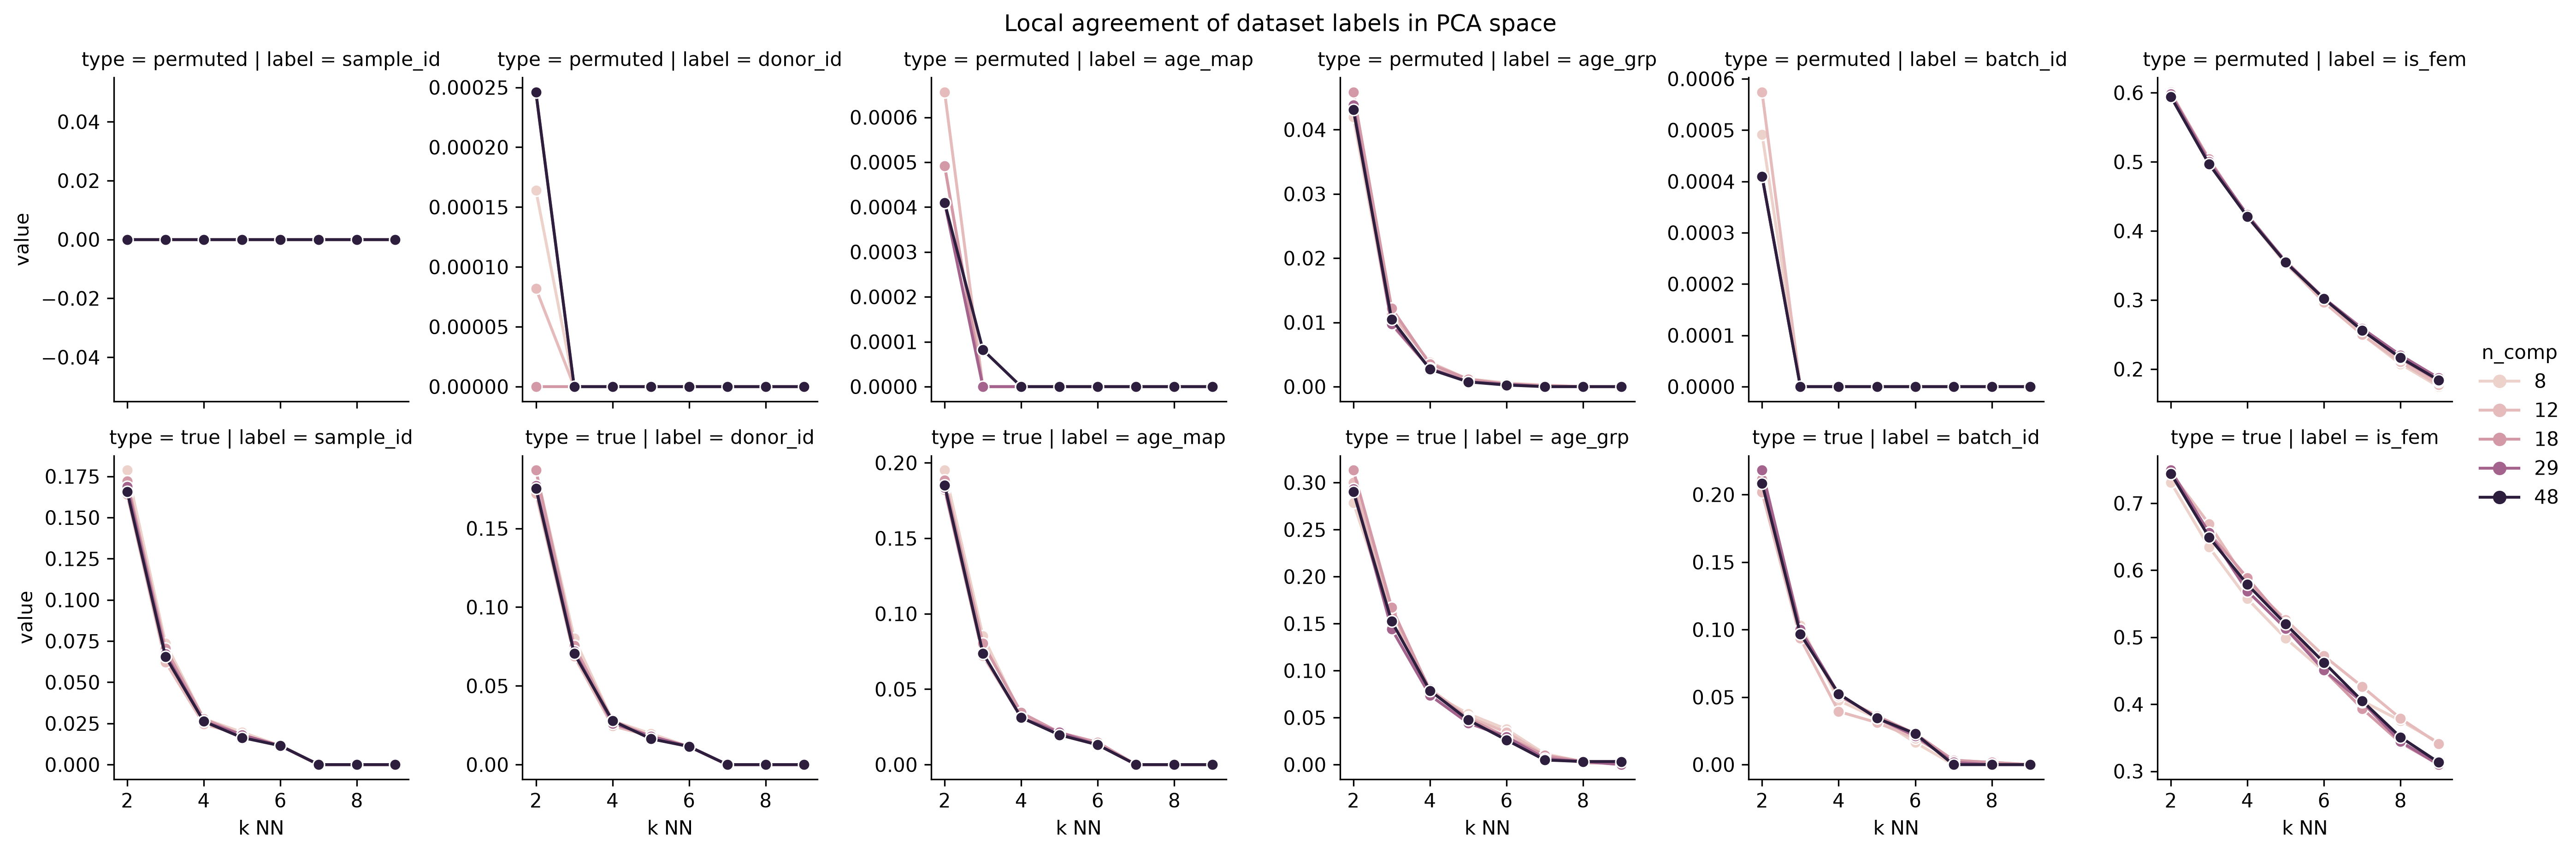 Local agreement of dataset labels in PCA space
type = permuted | label = sample_id
type = permuted | label = donor_id
type = permuted | label = age_map
type = permuted | label = age_grp
type = permuted | label = batch_id
type = permuted | label = is_fem
value
0.04
0.02
0.00
−0.02
−0.04
0.00025
0.00020
0.00015
0.00010
0.00005
0.00000
0.0006
0.0005
0.0004
0.0003
0.0002
0.0001
0.0000
0.04
0.03
0.02
0.01
0.00
0.0006
0.0005
0.0004
0.0003
0.0002
0.0001
0.0000
0.6
0.5
0.4
0.3
0.2
n_comp
8
12
18
29
48
type = true | label = sample_id
type = true | label = donor_id
type = true | label = age_map
type = true | label = age_grp
type = true | label = batch_id
type = true | label = is_fem
value
0.175
0.150
0.125
0.100
0.075
0.050
0.025
0.000
2 4 6 8
k NN
0.15
0.10
0.05
0.00
2 4 6 8
k NN
0.20
0.15
0.10
0.05
0.00
2 4 6 8
k NN
0.30
0.25
0.20
0.15
0.10
0.05
0.00
2 4 6 8
k NN
0.20
0.15
0.10
0.05
0.00
2 4 6 8
k NN
0.7
0.6
0.5
0.4
0.3
2 4 6 8
k NN